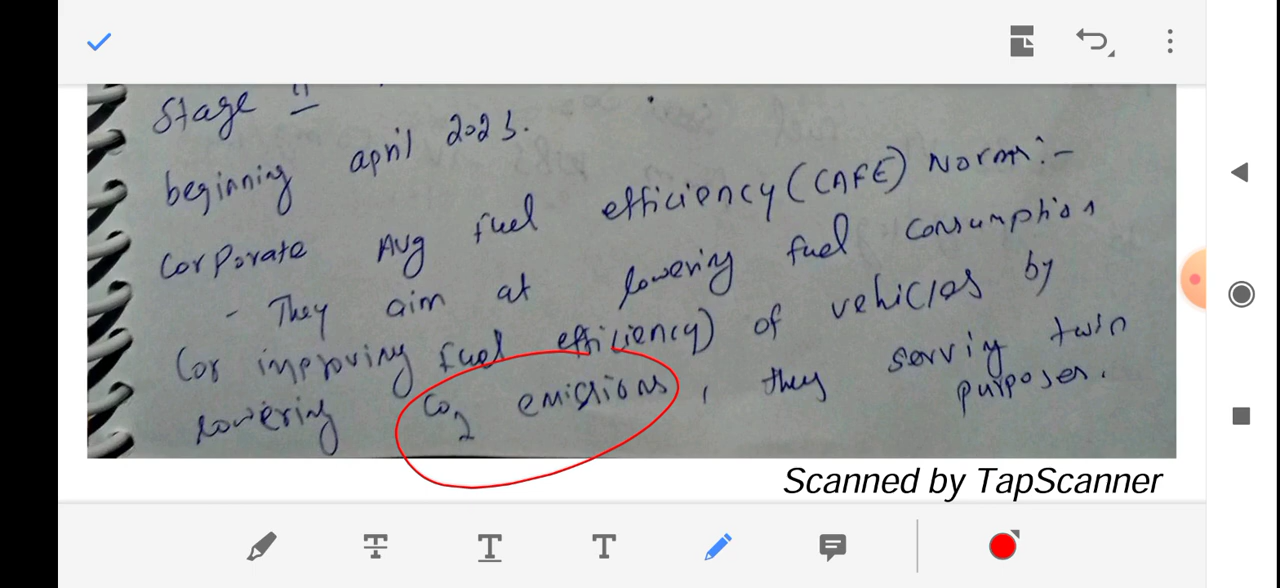 Stage II
beginning april 2023.
Corporate Avg fuel efficiency (CAFE) Norm:-
- They aim at lowering fuel consumption
(or improving fuel efficiency) of vehicles by
lowering CO2 emissions, they serving twin
purposes.
Scanned by TapScanner
T
T
T